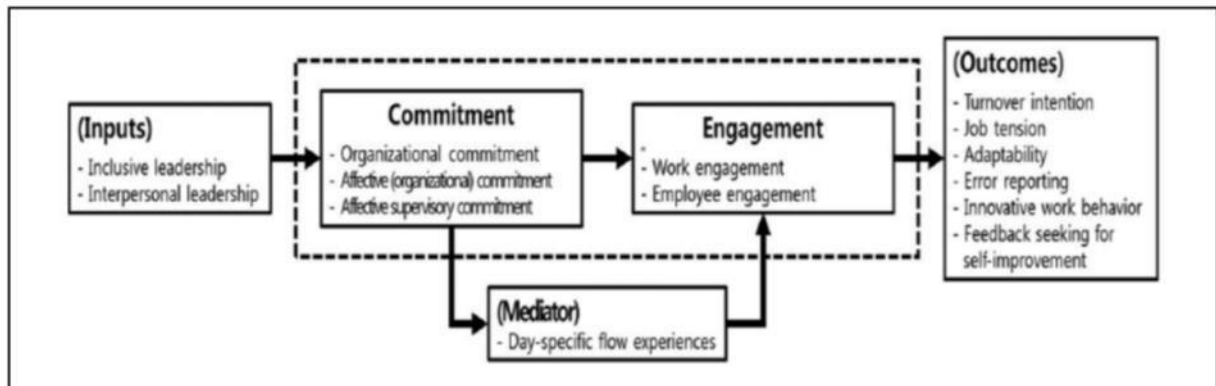 (Inputs)
- Inclusive leadership
- Interpersonal leadership
Commitment
- Organizational commitment
- Affective (organizational) commitment
- Affective supervisory commitment
Engagement
-
- Work engagement
- Employee engagement
(Mediator)
- Day-specific flow experiences
(Outcomes)
- Turnover intention
- Job tension
- Adaptability
- Error reporting
- Innovative work behavior
- Feedback seeking for
self-improvement